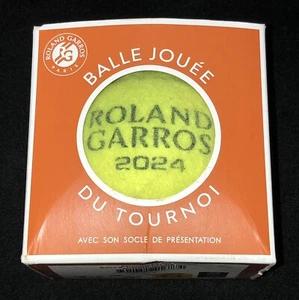 ROLAND GARROS
PARIS
BALLE JOUÉE
ROLAND
GARROS
2024
DU TOURNOI
AVEC SON SOCLE DE PRÉSENTATION